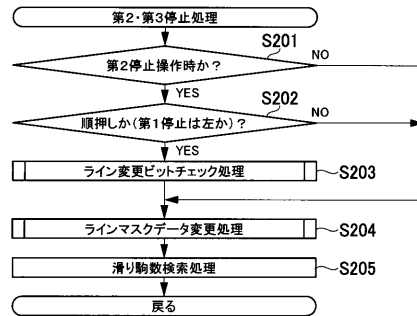 第2・第3停止処理
S201
第2停止操作時か?
NO
YES
S202
順押しか(第1停止は左か)?
NO
YES
ライン変更ビットチェック処理
S203
ラインマスクデータ変更処理
S204
滑り駒数検索処理
S205
戻る